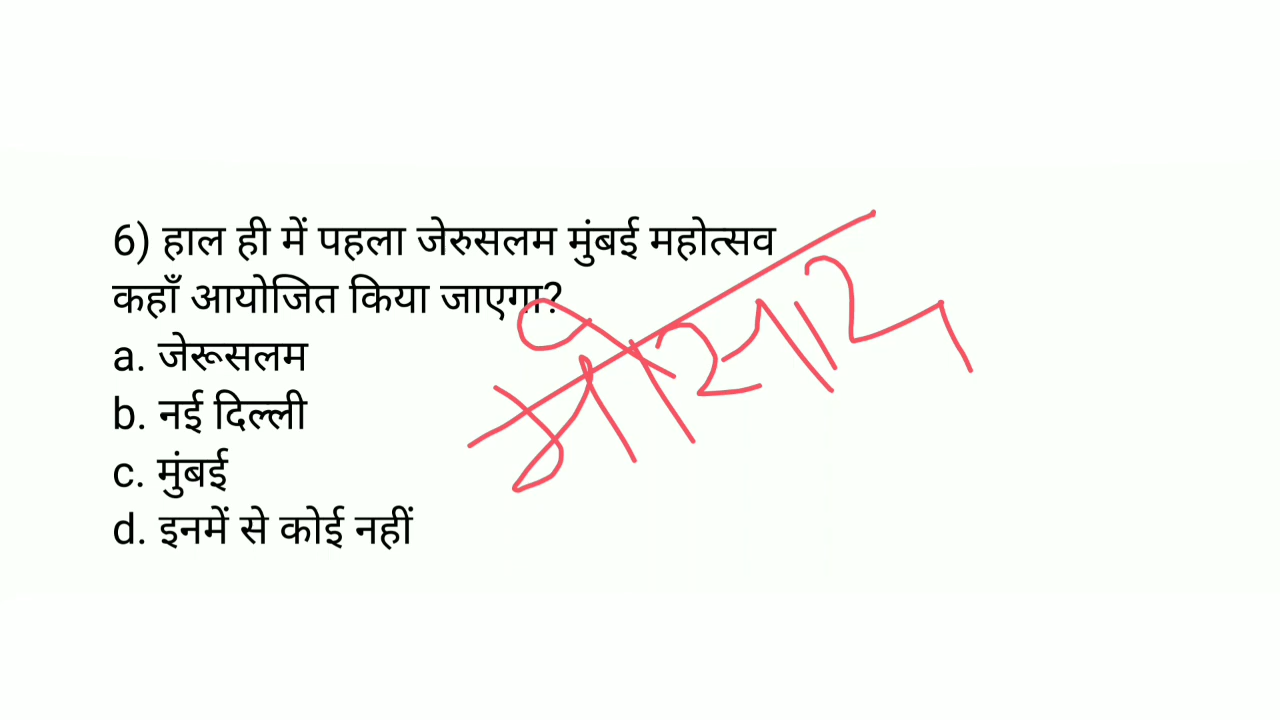 6) हाल ही में पहला जेरुसलम मुंबई महोत्सव
कहाँ आयोजित किया जाएगा?
a. जेरूसलम
b. नई दिल्ली
c. मुंबई
d. इनमें से कोई नहीं